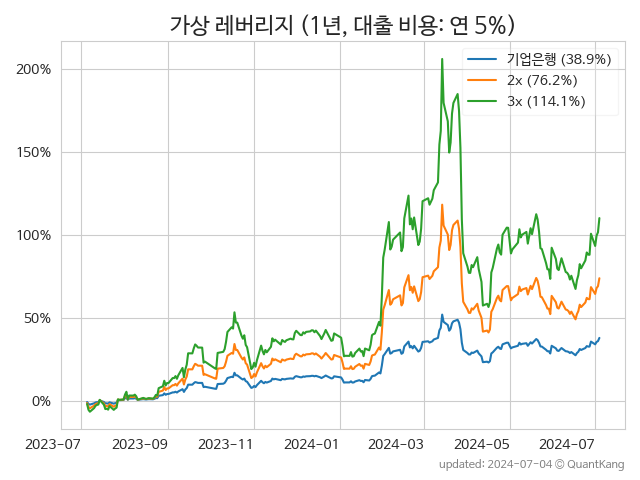 가상 레버리지 (1년, 대출 비용: 연 5%)
기업은행 (38.9%)
2x (76.2%)
3x (114.1%)
200%
150%
100%
50%
0%
2023-07
2023-09
2023-11
2024-01
2024-03
2024-05
2024-07
updated: 2024-07-04 © QuantKang